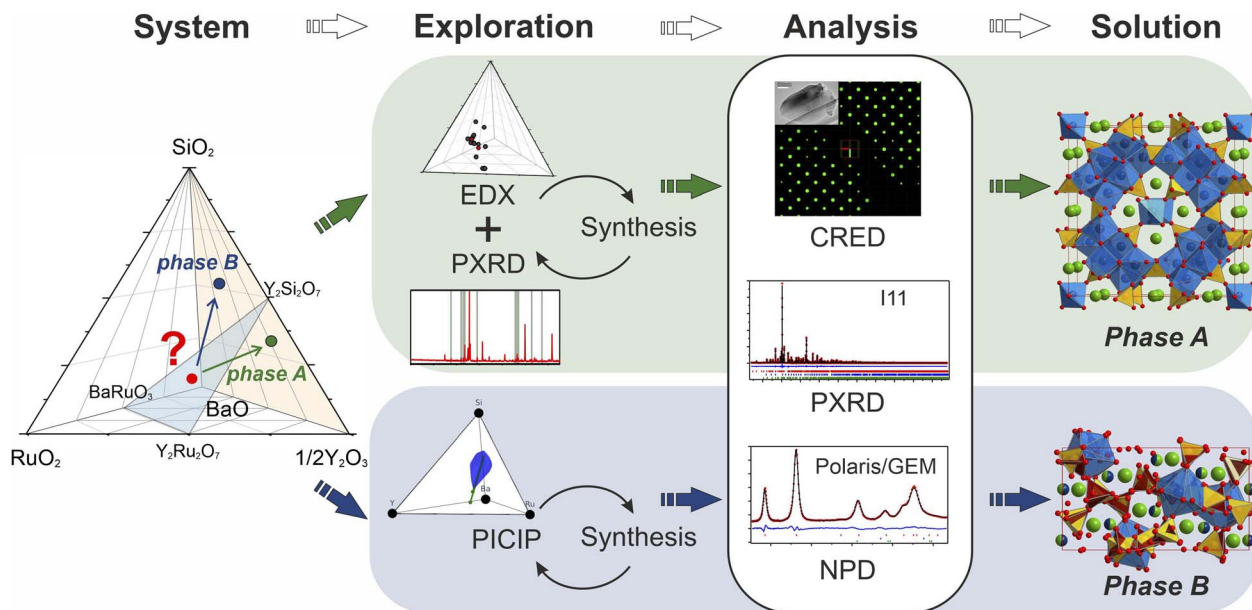 System
Exploration
Analysis
Solution
SiO₂
phase B
Y₂Si₂O₇
?
phase A
BaRuO₃
BaO
RuO₂
Y₂Ru₂O₇
1/2Y₂O₃
EDX
+
PXRD
Synthesis
Si
Y
Ba
Ru
PICIP
Synthesis
CRED
I11
PXRD
Polaris/GEM
NPD
Phase A
Phase B